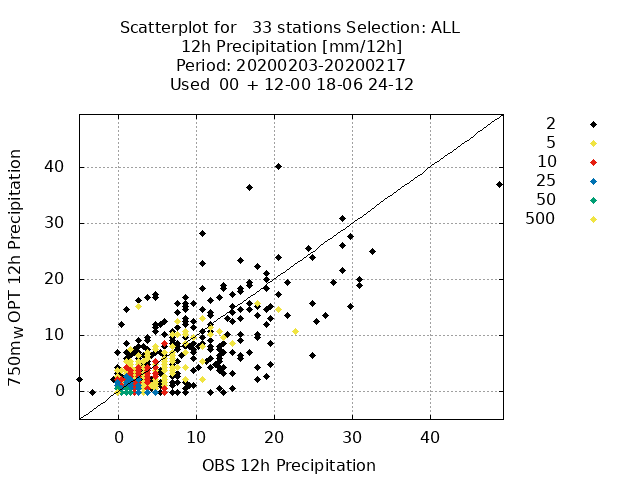 Scatterplot for   33 stations Selection: ALL
12h Precipitation [mm/12h]
Period: 20200203-20200217
Used  00 + 12-00 18-06 24-12
750m_W OPT 12h Precipitation
40
30
20
10
0
0 10 20 30 40
OBS 12h Precipitation
2
5
10
25
50
500